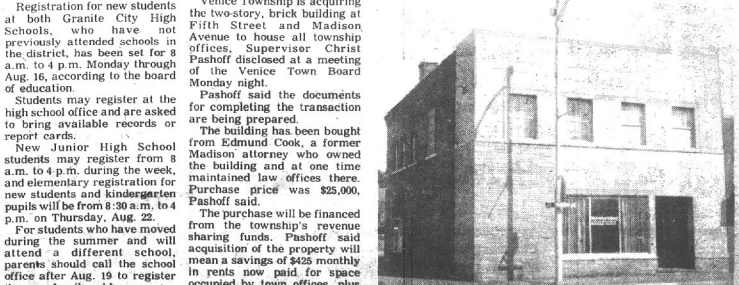 Registration for new students
at both Granite City High
Schools, who have not
previously attended schools in
the district, has been set for 8
a.m. to 4 p.m. Monday through
Aug. 16, according to the board
of education.
Students may register at the
high school office and are asked
to bring available records or
report cards.
New Junior High School
students may register from 8
a.m. to 4 p.m. during the week,
and elementary registration for
new students and kindergarten
pupils will be from 8:30 a.m. to 4
p.m. on Thursday, Aug. 22.
For students who have moved
during the summer and will
attend a different school,
parents should call the school
office after Aug. 19 to register
Venice Township is acquiring
the two-story, brick building at
Fifth Street and Madison
Avenue to house all township
offices, Supervisor Christ
Pashoff disclosed at a meeting
of the Venice Town Board
Monday night.
Pashoff said the documents
for completing the transaction
are being prepared.
The building has been bought
from Edmund Cook, a former
Madison attorney who owned
the building and at one time
maintained law offices there.
Purchase price was $25,000,
Pashoff said.
The purchase will be financed
from the township's revenue
sharing funds. Pashoff said
acquisition of the property will
mean a savings of $425 monthly
in rents now paid for space
occupied by town offices, plus